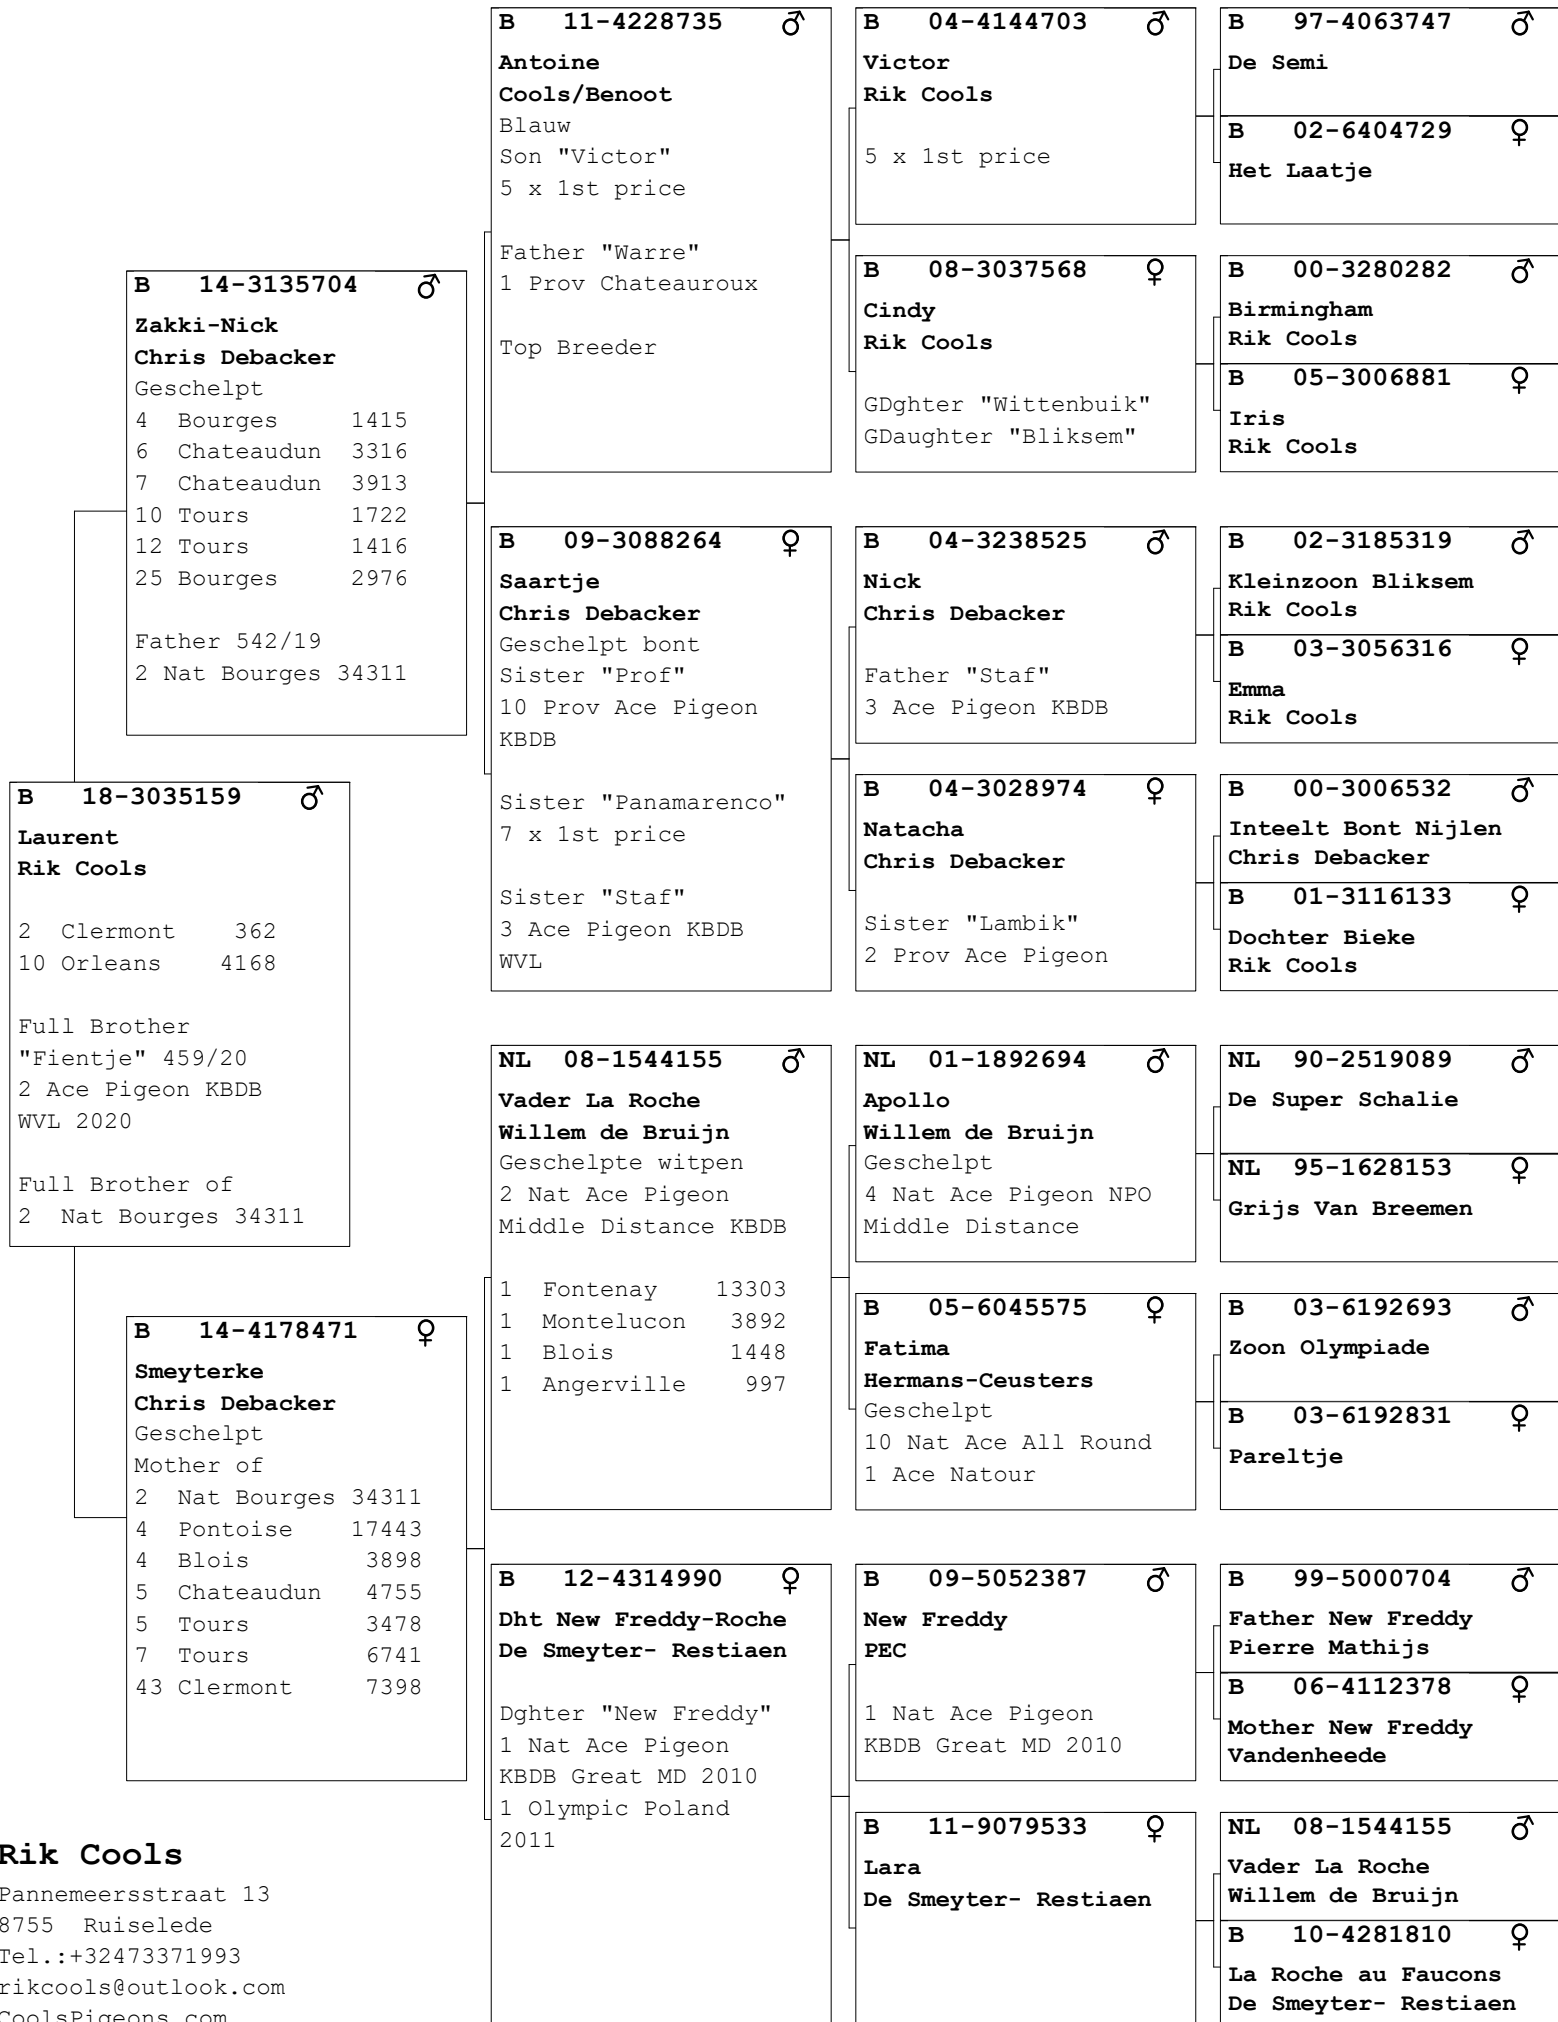 B 18-3035159 ♂
Laurent
Rik Cools
2 Clermont 362
10 Orleans 4168
Full Brother
"Fientje" 459/20
2 Ace Pigeon KBDB
WVL 2020
Full Brother of
2 Nat Bourges 34311
B 14-3135704 ♂
Zakki-Nick
Chris Debacker
Geschelpt
4 Bourges 1415
6 Chateaudun 3316
7 Chateaudun 3913
10 Tours 1722
12 Tours 1416
25 Bourges 2976
Father 542/19
2 Nat Bourges 34311
B 14-4178471 ♀
Smeyterke
Chris Debacker
Geschelpt
Mother of
2 Nat Bourges 34311
4 Pontoise 17443
4 Blois 3898
5 Chateaudun 4755
5 Tours 3478
7 Tours 6741
43 Clermont 7398
B 11-4228735 ♂
Antoine
Cools/Benoot
Blauw
Son "Victor"
5 x 1st price
Father "Warre"
1 Prov Chateauroux
Top Breeder
B 09-3088264 ♀
Saartje
Chris Debacker
Geschelpt bont
Sister "Prof"
10 Prov Ace Pigeon
KBDB
Sister "Panamarenco"
7 x 1st price
Sister "Staf"
3 Ace Pigeon KBDB
WVL
NL 08-1544155 ♂
Vader La Roche
Willem de Bruijn
Geschelpte witpen
2 Nat Ace Pigeon
Middle Distance KBDB
1 Fontenay 13303
1 Montelucon 3892
1 Blois 1448
1 Angerville 997
B 12-4314990 ♀
Dht New Freddy-Roche
De Smeyter- Restiaen
Dghter "New Freddy"
1 Nat Ace Pigeon
KBDB Great MD 2010
1 Olympic Poland
2011
B 04-4144703 ♂
Victor
Rik Cools
5 x 1st price
B 08-3037568 ♀
Cindy
Rik Cools
GDghter "Wittenbuik"
GDaughter "Bliksem"
B 04-3238525 ♂
Nick
Chris Debacker
Father "Staf"
3 Ace Pigeon KBDB
B 04-3028974 ♀
Natacha
Chris Debacker
Sister "Lambik"
2 Prov Ace Pigeon
NL 01-1892694 ♂
Apollo
Willem de Bruijn
Geschelpt
4 Nat Ace Pigeon NPO
Middle Distance
B 05-6045575 ♀
Fatima
Hermans-Ceusters
Geschelpt
10 Nat Ace All Round
1 Ace Natour
B 09-5052387 ♂
New Freddy
PEC
1 Nat Ace Pigeon
KBDB Great MD 2010
B 11-9079533 ♀
Lara
De Smeyter- Restiaen
B 97-4063747 ♂
De Semi
B 02-6404729 ♀
Het Laatje
B 00-3280282 ♂
Birmingham
Rik Cools
B 05-3006881 ♀
Iris
Rik Cools
B 02-3185319 ♂
Kleinzoon Bliksem
Rik Cools
B 03-3056316 ♀
Emma
Rik Cools
B 00-3006532 ♂
Inteelt Bont Nijlen
Chris Debacker
B 01-3116133 ♀
Dochter Bieke
Rik Cools
NL 90-2519089 ♂
De Super Schalie
NL 95-1628153 ♀
Grijs Van Breemen
B 03-6192693 ♂
Zoon Olympiade
B 03-6192831 ♀
Pareltje
B 99-5000704 ♂
Father New Freddy
Pierre Mathijs
B 06-4112378 ♀
Mother New Freddy
Vandenheede
NL 08-1544155 ♂
Vader La Roche
Willem de Bruijn
B 10-4281810 ♀
La Roche au Faucons
De Smeyter- Restiaen
Rik Cools
Pannemeersstraat 13
8755 Ruiselede
Tel.:+32473371993
rikcools@outlook.com
CoolsPigeons.com